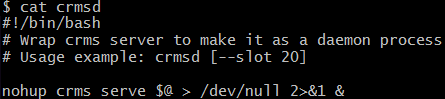 $ cat crmsd
#!/bin/bash
# Wrap crms server to make it as a daemon process
# Usage example: crmsd [--slot 20]

nohup crms serve $@ > /dev/null 2>&1 &